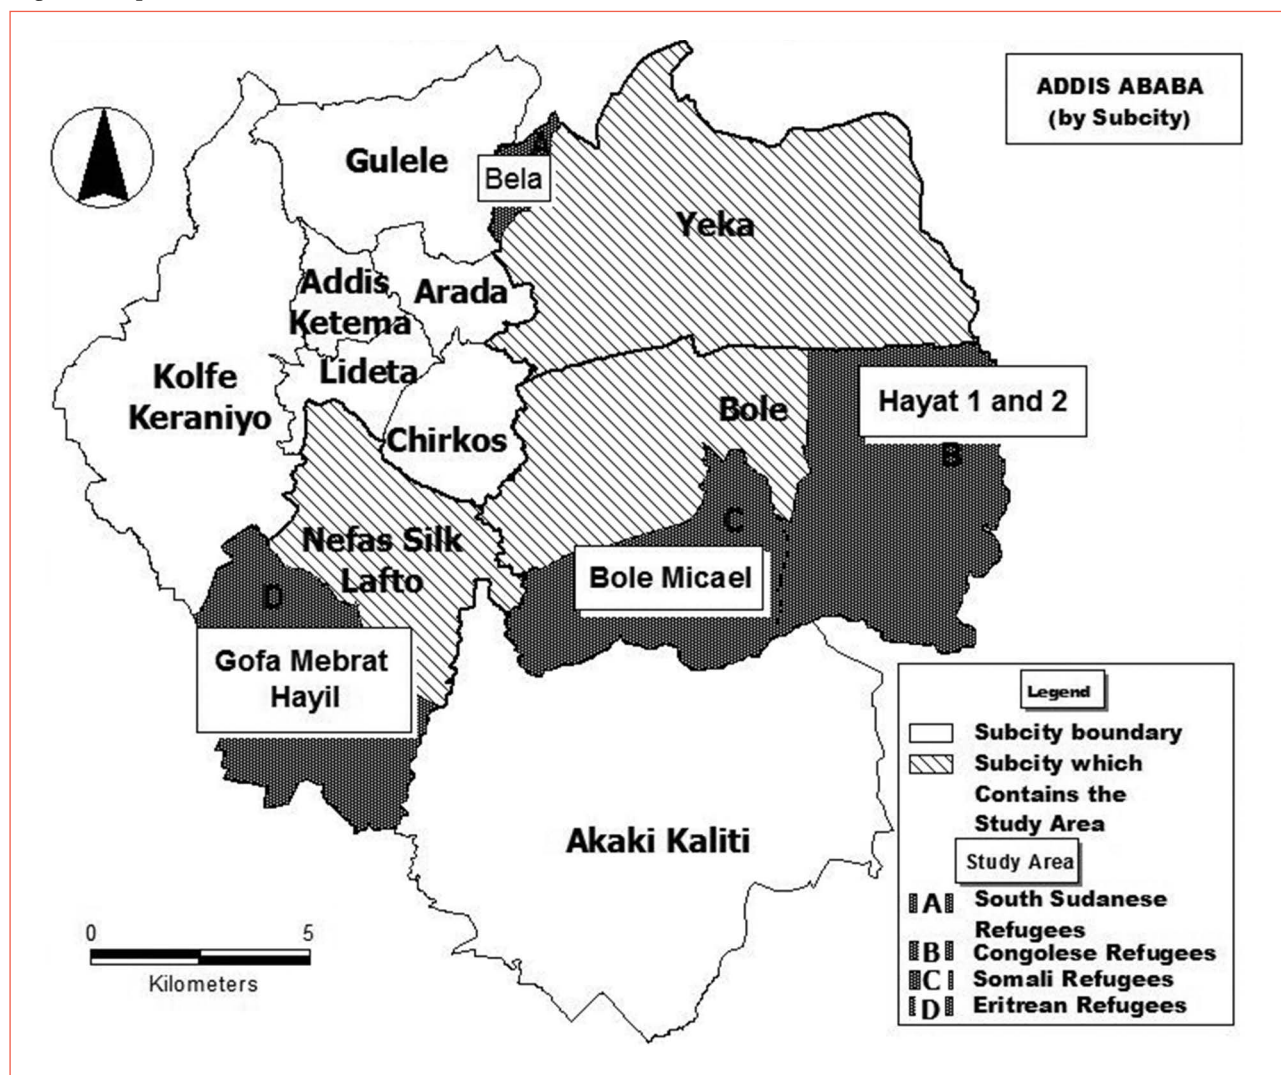 ADDIS ABABA
(by Subcity)
Gulele
A
Bela
Yeka
Addis
Ketema
Arada
Kolfe
Keraniyo
Lideta
Chirkos
Bole
Hayat 1 and 2
B
C
Nefas Silk
Lafto
Bole Micael
D
Gofa Mebrat
Hayil
Akaki Kaliti
0 5
Kilometers
Legend
Subcity boundary
Subcity which
Contains the
Study Area
Study Area
A South Sudanese
Refugees
B Congolese Refugees
C Somali Refugees
D Eritrean Refugees